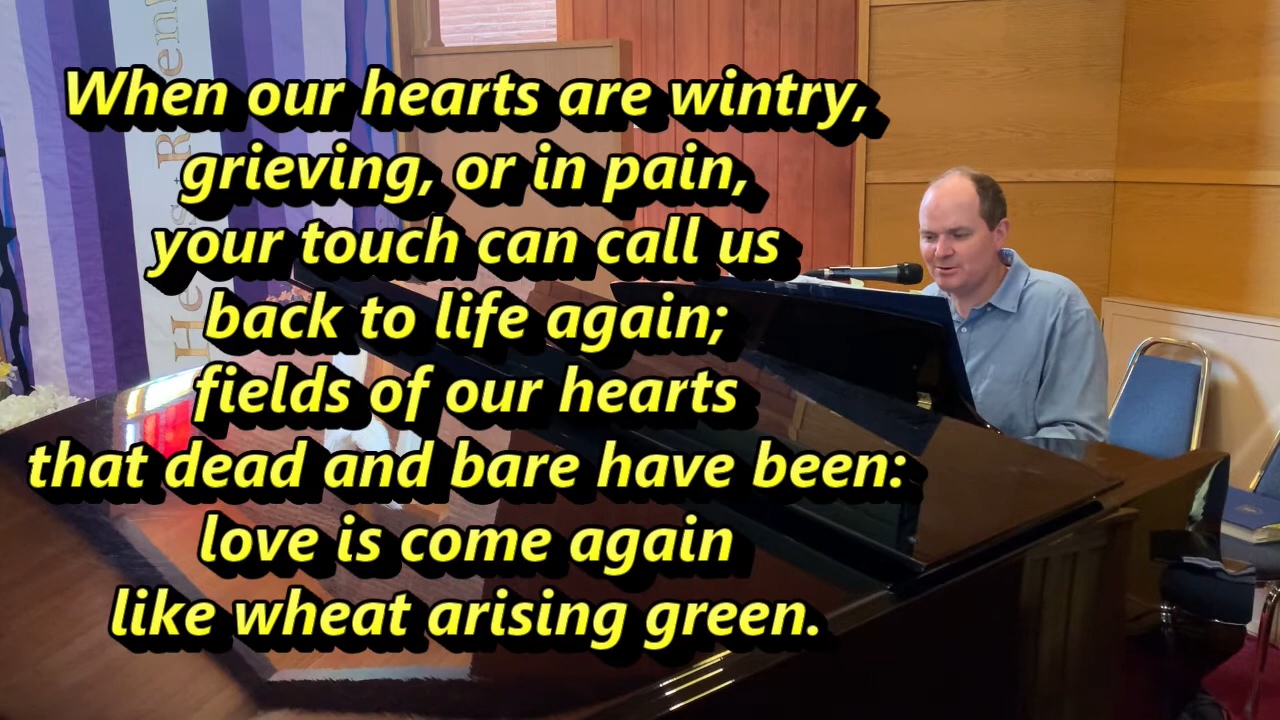 When our hearts are wintry,
grieving, or in pain,
your touch can call us
back to life again;
fields of our hearts
that dead and bare have been:
love is come again
like wheat arising green.